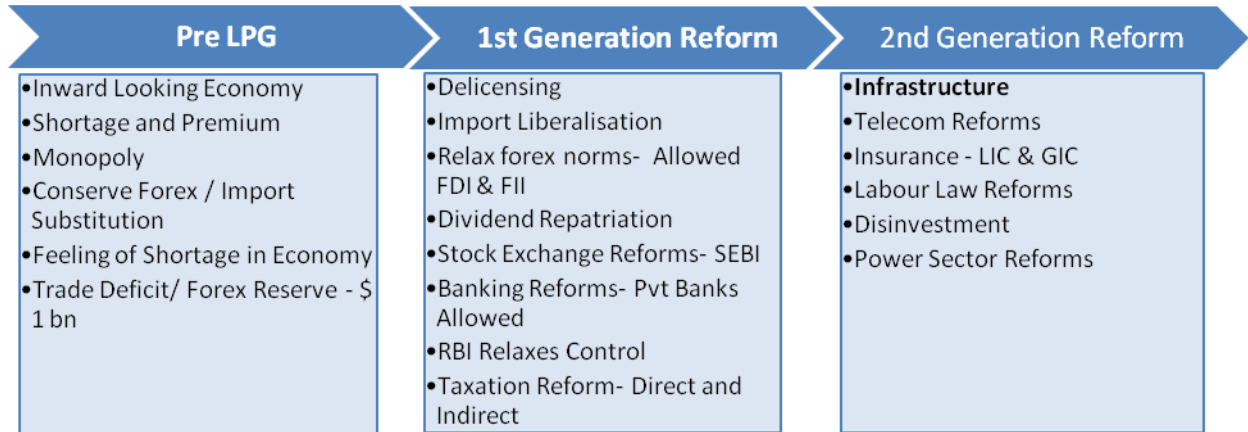 Pre LPG
•Inward Looking Economy
•Shortage and Premium
•Monopoly
•Conserve Forex / Import
Substitution
•Feeling of Shortage in Economy
•Trade Deficit/ Forex Reserve - $
1 bn
1st Generation Reform
•Delicensing
•Import Liberalisation
•Relax forex norms- Allowed
FDI & FII
•Dividend Repatriation
•Stock Exchange Reforms- SEBI
•Banking Reforms- Pvt Banks
Allowed
•RBI Relaxes Control
•Taxation Reform- Direct and
Indirect
2nd Generation Reform
•Infrastructure
•Telecom Reforms
•Insurance - LIC & GIC
•Labour Law Reforms
•Disinvestment
•Power Sector Reforms